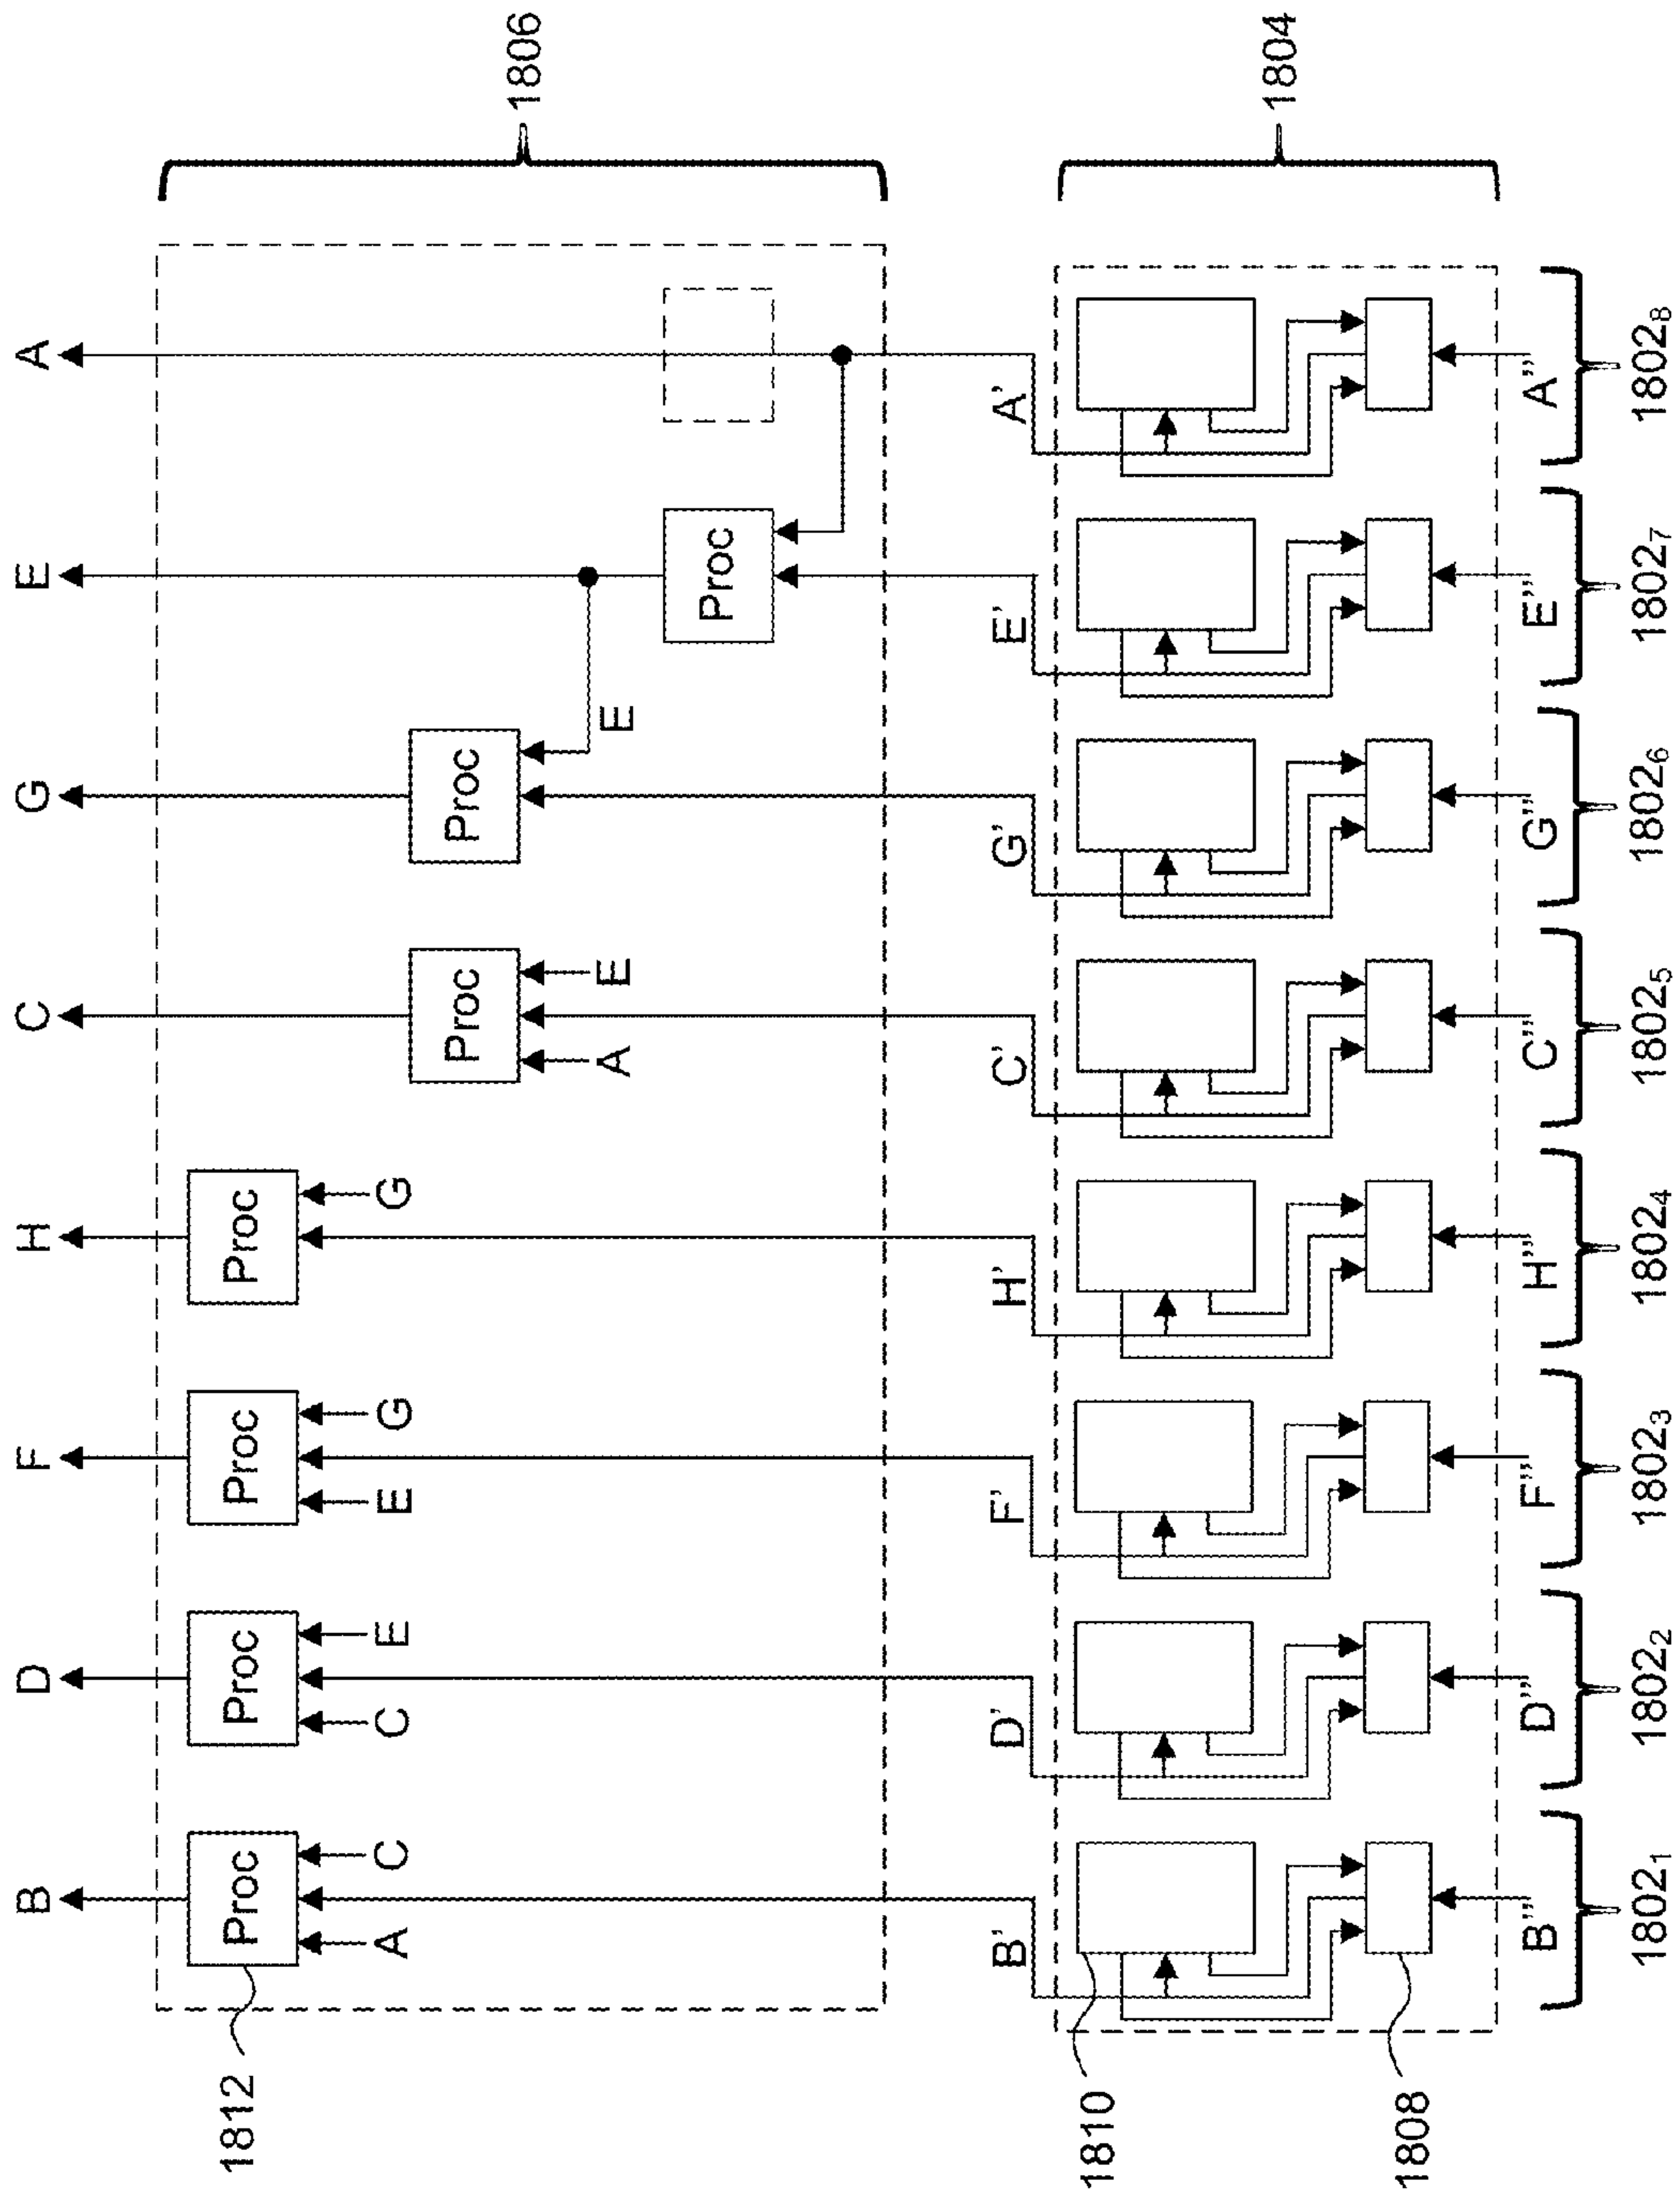 B D F H C G E A
1812
Proc Proc Proc Proc
A C C E E G G
Proc Proc
A E E
Proc
1806
B' D' F' H' C' G' E' A'
1810
1808
1804
B" D" F" H" C" G" E" A"
1802₁ 1802₂ 1802₃ 1802₄ 1802₅ 1802₆ 1802₇ 1802₈